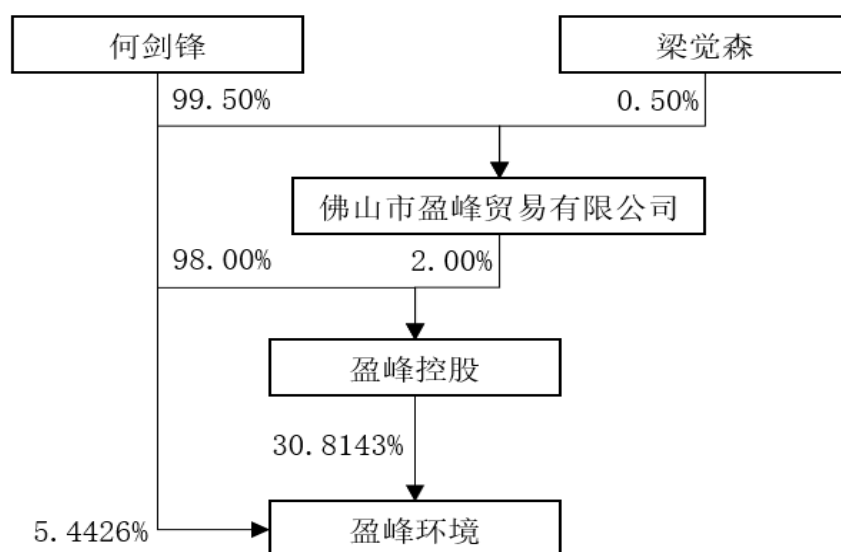 何剑锋
梁觉森
99.50%
0.50%
佛山市盈峰贸易有限公司
98.00%
2.00%
盈峰控股
30.8143%
5.4426%
盈峰环境